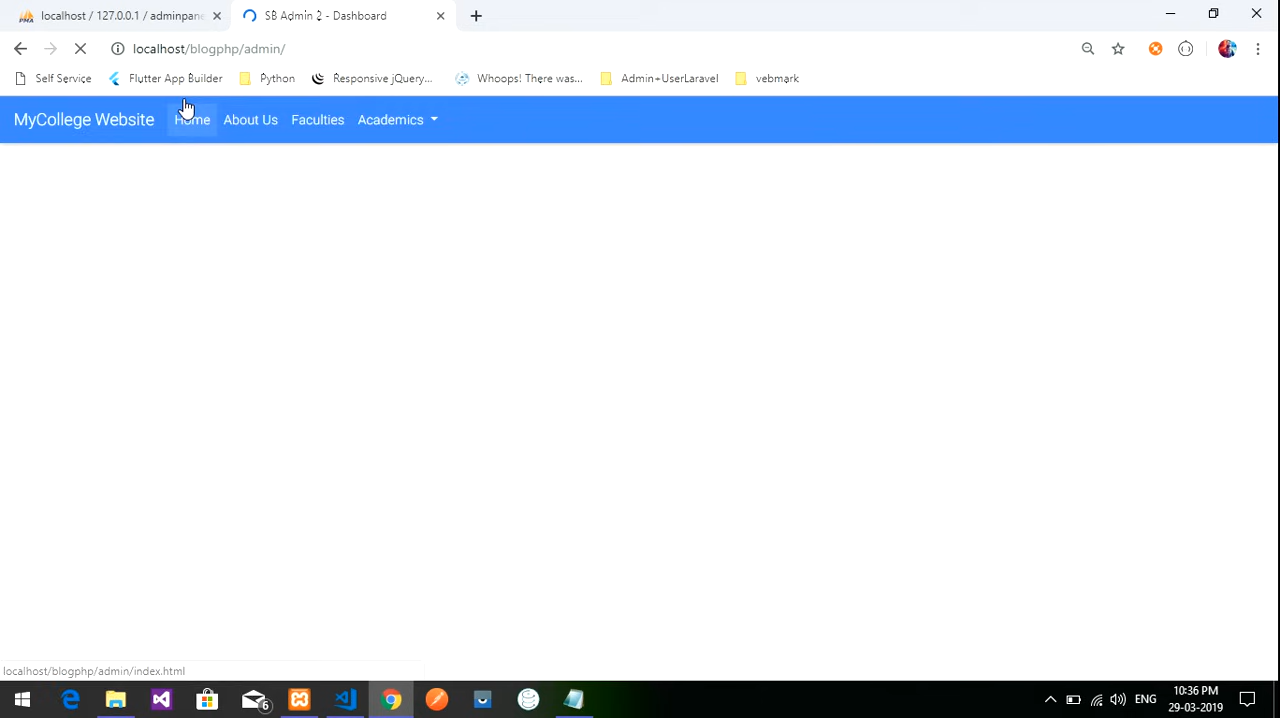 localhost / 127.0.0.1 / adminpane
SB Admin 2 - Dashboard
localhost/blogphp/admin/
Self Service
Flutter App Builder
Python
Responsive jQuery...
Whoops! There was...
Admin+UserLaravel
vebmark
MyCollege Website
Home
About Us
Faculties
Academics
localhost/blogphp/admin/index.html
6
ENG
10:36 PM
29-03-2019